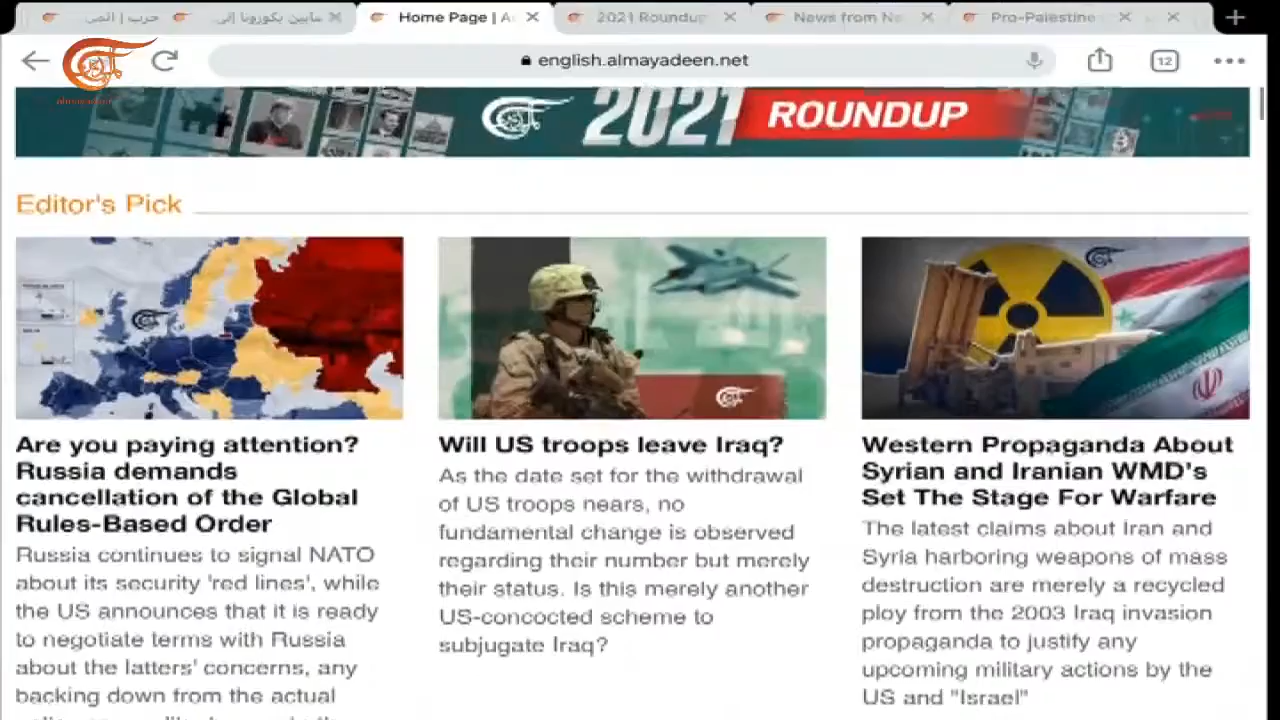 حرب | الميـ
مابين يكورونا إلى
Home Page | A
2021 Roundup
News from Ne
Pro-Palestine
almayadeen
english.almayadeen.net
12
2021 ROUNDUP
Editor's Pick
Are you paying attention?
Russia demands
cancellation of the Global
Rules-Based Order
Russia continues to signal NATO
about its security 'red lines', while
the US announces that it is ready
to negotiate terms with Russia
about the latters' concerns, any
backing down from the actual
Will US troops leave Iraq?
As the date set for the withdrawal
of US troops nears, no
fundamental change is observed
regarding their number but merely
their status. Is this merely another
US-concocted scheme to
subjugate Iraq?
Western Propaganda About
Syrian and Iranian WMD's
Set The Stage For Warfare
The latest claims about Iran and
Syria harboring weapons of mass
destruction are merely a recycled
ploy from the 2003 Iraq invasion
propaganda to justify any
upcoming military actions by the
US and "Israel"